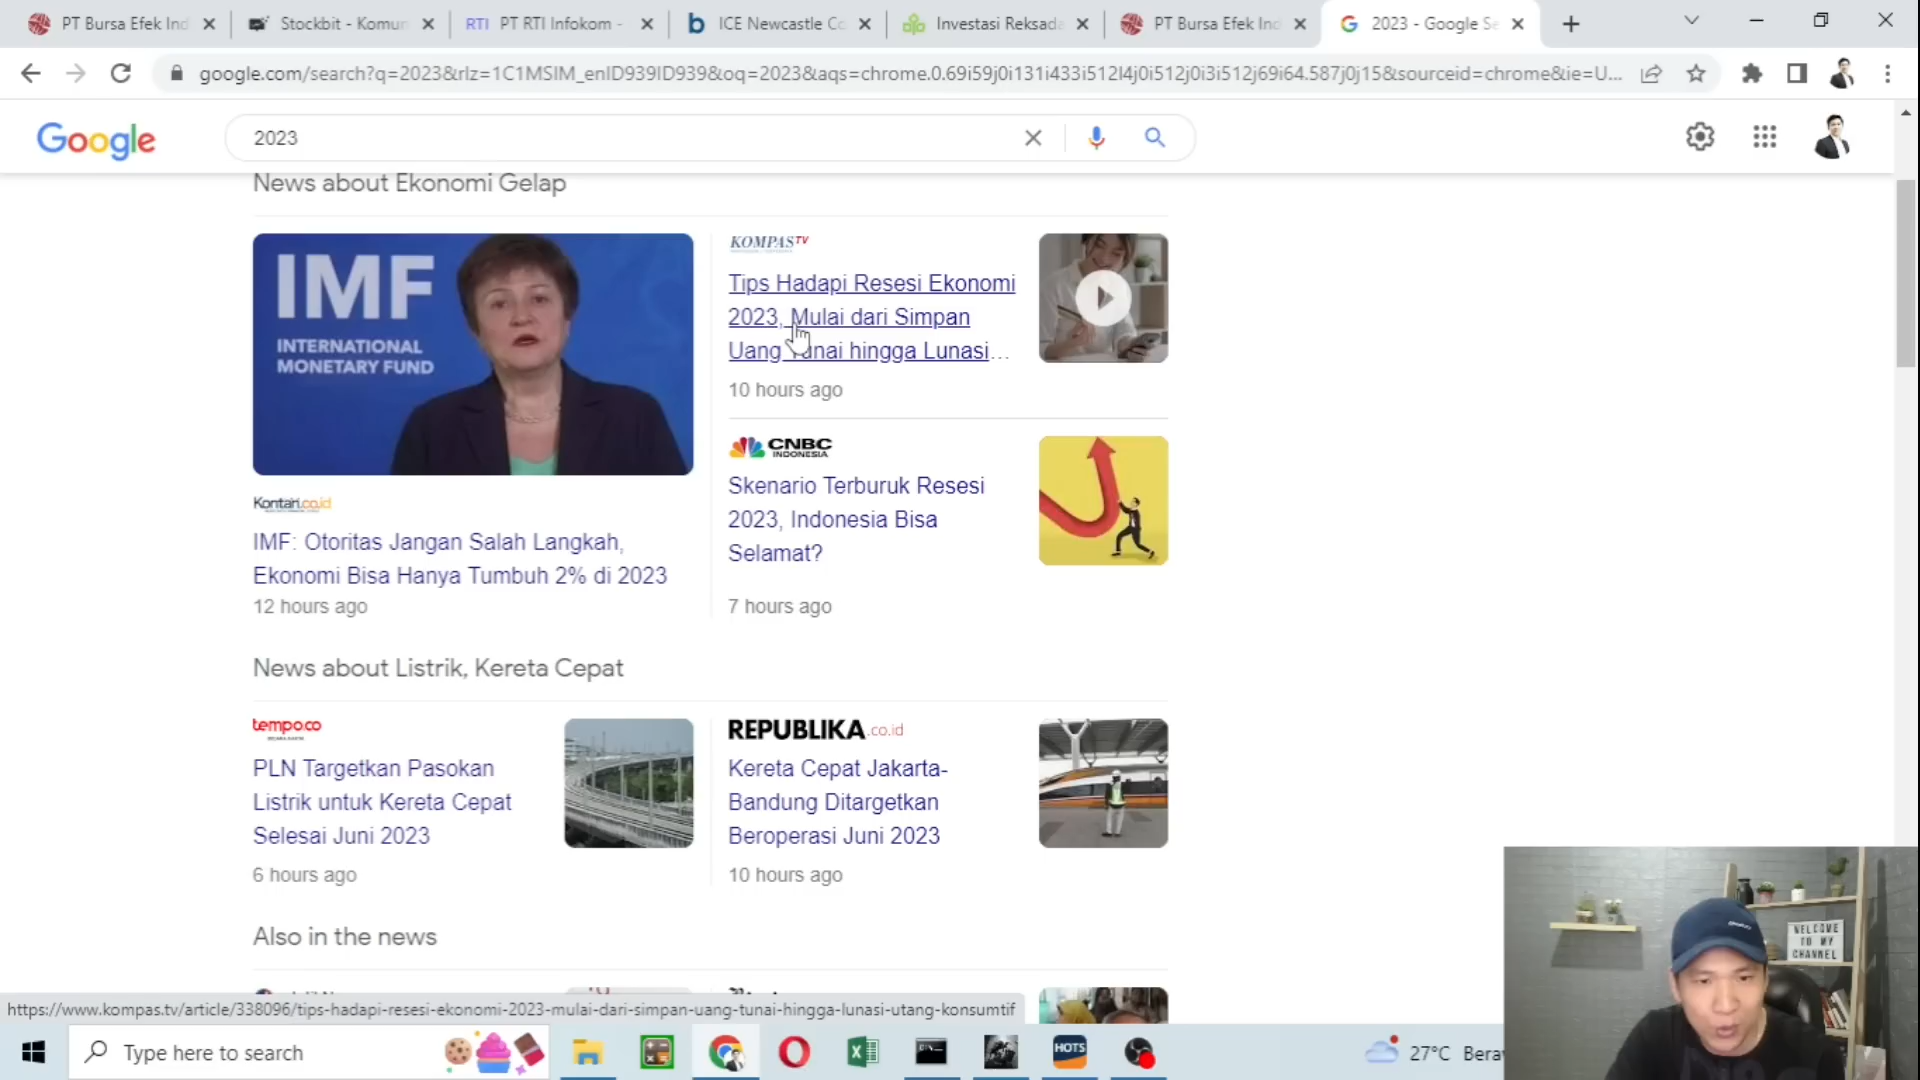 PT Bursa Efek Ind
Stockbit - Komun
RTI PT RTI Infokom -
ICE Newcastle Co
Investasi Reksada
PT Bursa Efek Ind
2023 - Google Se
google.com/search?q=2023&rlz=1C1MSIM_enID939ID939&oq=2023&aqs=chrome.0.69i59j0i131i433i512l4j0i512j0i3i512j69i64.587j0j15&sourceid=chrome&ie=U...
Google
2023
News about Ekonomi Gelap
IMF
INTERNATIONAL
MONETARY FUND
Kontan.co.id
IMF: Otoritas Jangan Salah Langkah,
Ekonomi Bisa Hanya Tumbuh 2% di 2023
12 hours ago
KOMPASTV
Tips Hadapi Resesi Ekonomi
2023, Mulai dari Simpan
Uang Tunai hingga Lunasi...
10 hours ago
CNBC
INDONESIA
Skenario Terburuk Resesi
2023, Indonesia Bisa
Selamat?
7 hours ago
News about Listrik, Kereta Cepat
tempo.co
PLN Targetkan Pasokan
Listrik untuk Kereta Cepat
Selesai Juni 2023
6 hours ago
REPUBLIKA.co.id
Kereta Cepat Jakarta-
Bandung Ditargetkan
Beroperasi Juni 2023
10 hours ago
Also in the news
WELCOME
TO MY
CHANNEL
https://www.kompas.tv/article/338096/tips-hadapi-resesi-ekonomi-2023-mulai-dari-simpan-uang-tunai-hingga-lunasi-utang-konsumtif
Type here to search
HOTS
27°C Bera